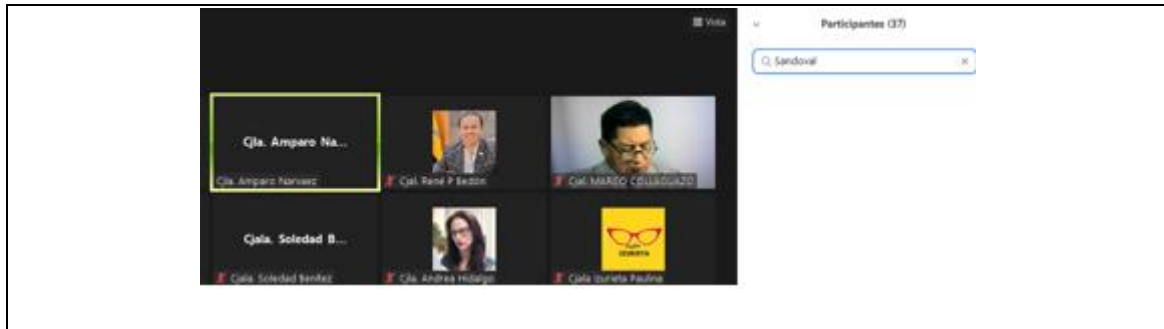 Vista
Participantes (37)
Sandoval
Cjla. Amparo Na...
Cjla. Amparo Narvaez
Cjal. René P Bedón
Cjal. MARCO COLLAGUAZO
Cjala. Soledad B...
Cjala. Soledad Benitez
Cjla. Andrea Hidalgo
Cjala Izurieta Paulina
IZURIETA